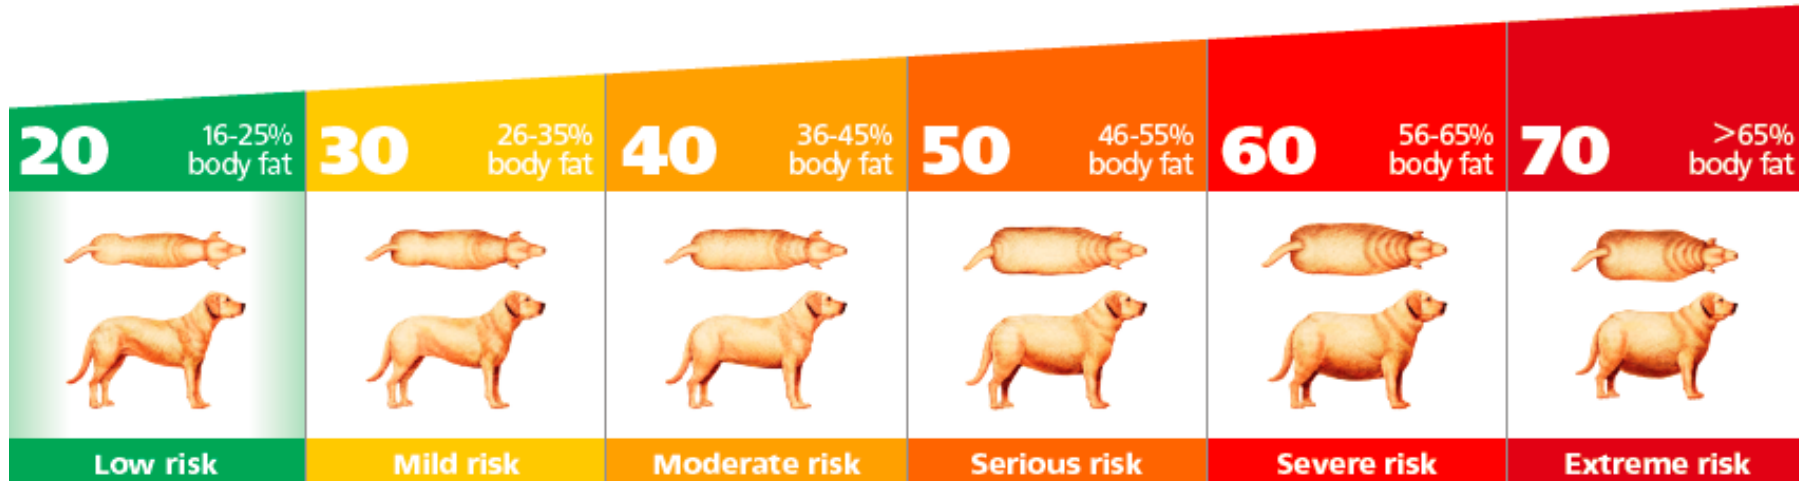 20
16-25%
body fat
30
26-35%
body fat
40
36-45%
body fat
50
46-55%
body fat
60
56-65%
body fat
70
>65%
body fat
Low risk
Mild risk
Moderate risk
Serious risk
Severe risk
Extreme risk